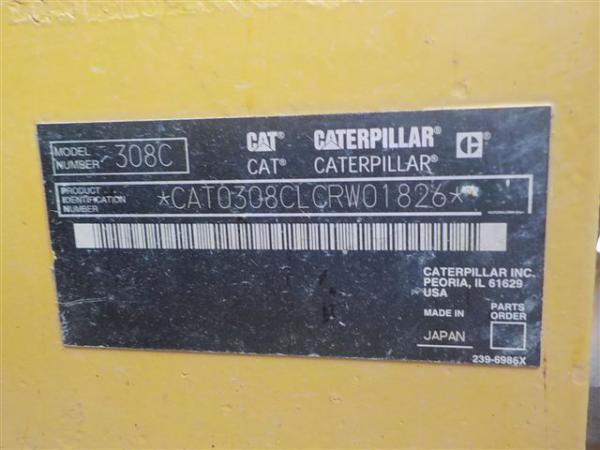 MODEL NUMBER 308C
CAT® CATERPILLAR® C®
CAT® CATERPILLAR®
PRODUCT IDENTIFICATION NUMBER *CAT0308CLCRW01826*
CATERPILLAR INC.
PEORIA, IL 61629
USA
MADE IN
JAPAN
PARTS ORDER
239-6986X